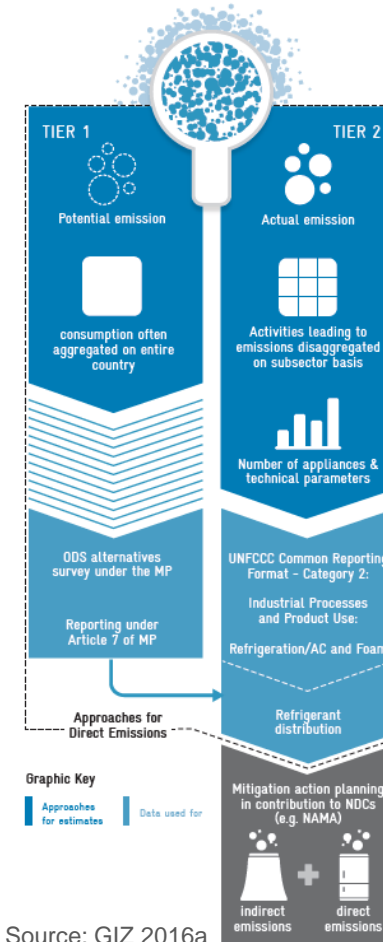 TIER 1
Potential emission
consumption often
aggregated on entire
country
ODS alternatives
survey under the MP
Reporting under
Article 7 of MP
TIER 2
Actual emission
Activities leading to
emissions disaggregated
on subsector basis
Number of appliances &
technical parameters
UNFCCC Common Reporting
Format - Category 2:
Industrial Processes
and Product Use:
Refrigeration/AC and Foam
Refrigerant
distribution
Approaches for
Direct Emissions
Mitigation action planning
in contribution to NDCs
(e.g. NAMA)
indirect
emissions
direct
emissions
Graphic Key
Approaches
for estimates
Data used for
Source: GIZ 2016a